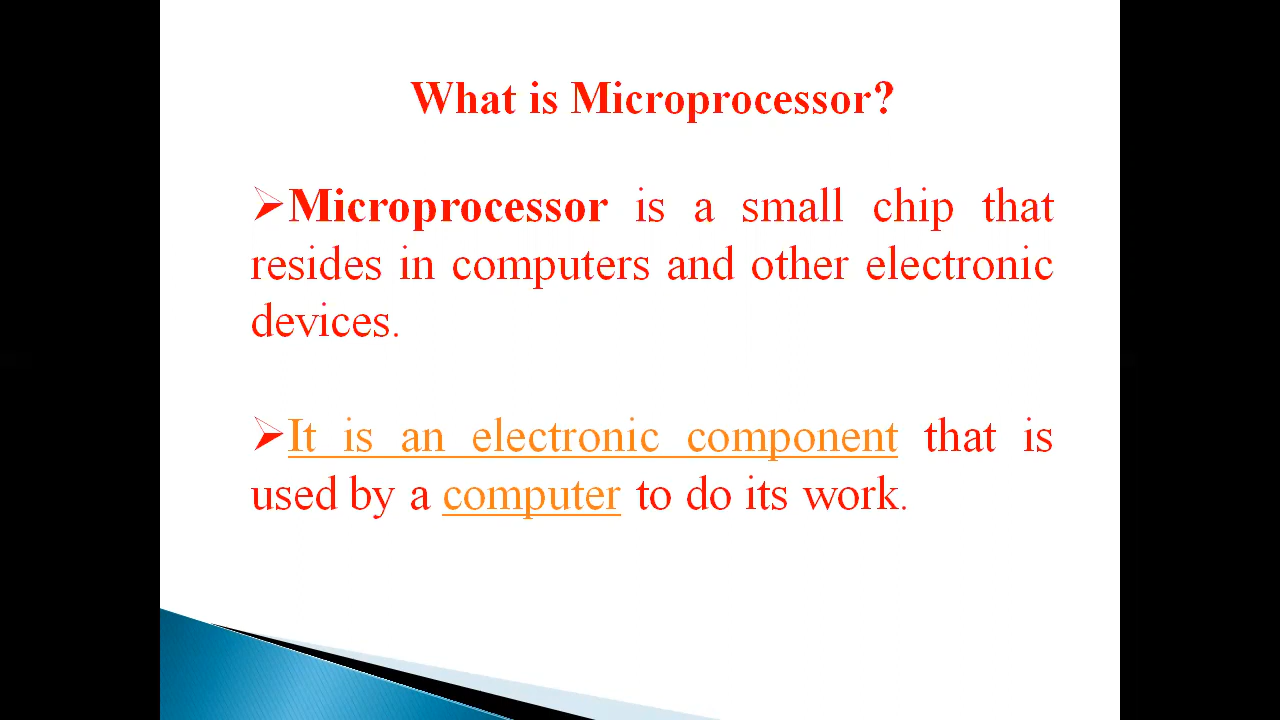 What is Microprocessor?
➢Microprocessor is a small chip that
resides in computers and other electronic
devices.
➢It is an electronic component that is
used by a computer to do its work.